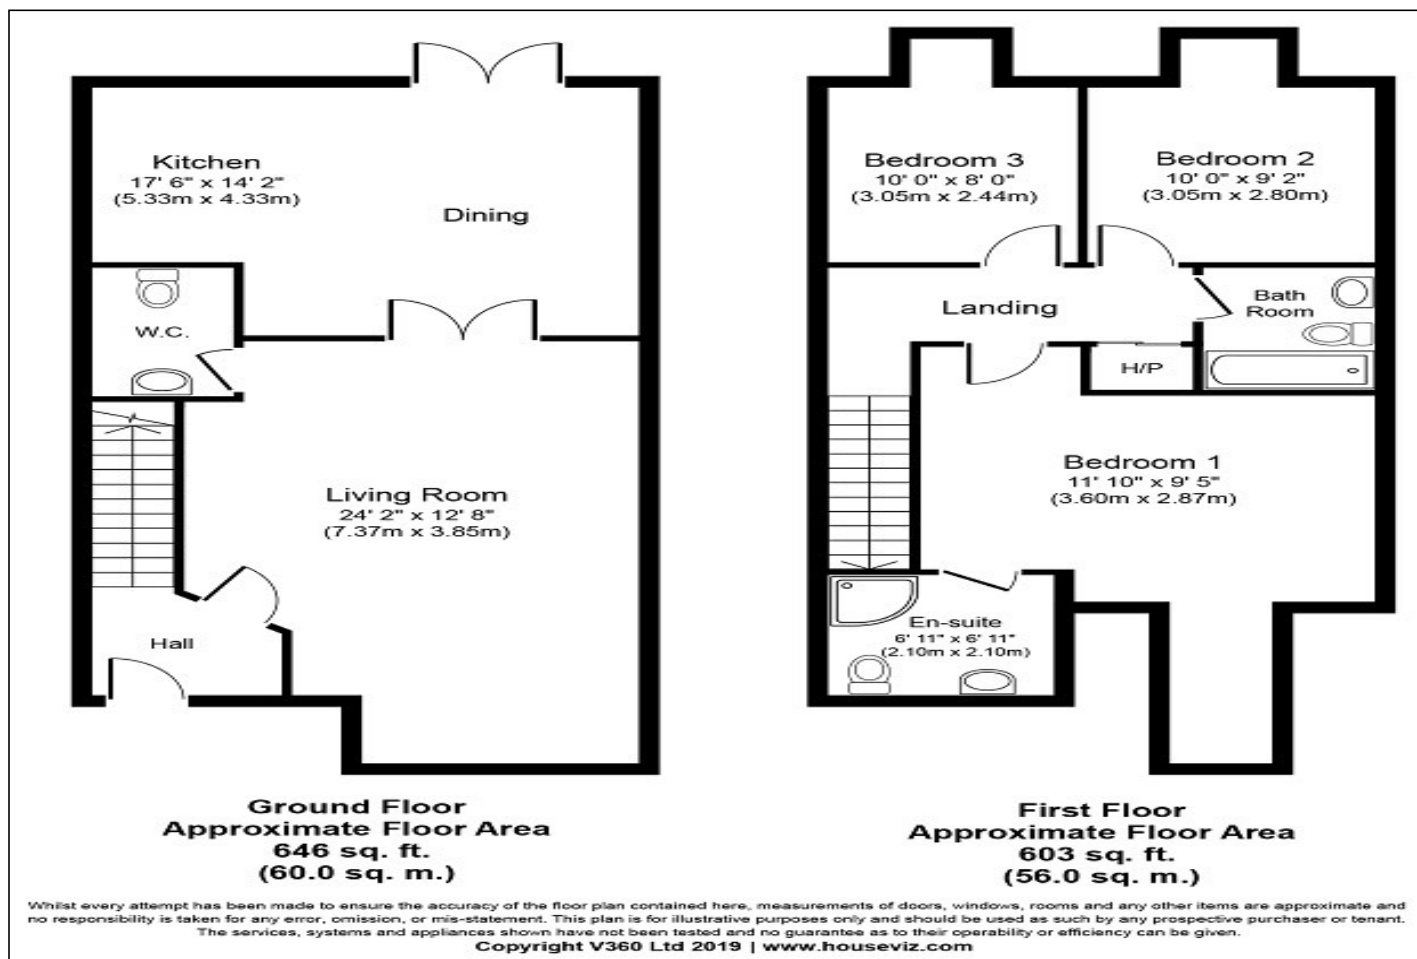 Kitchen
17' 6" x 14' 2"
(5.33m x 4.33m)
Dining
W.C.
Living Room
24' 2" x 12' 8"
(7.37m x 3.85m)
Hall
Ground Floor
Approximate Floor Area
646 sq. ft.
(60.0 sq. m.)
Bedroom 3
10' 0" x 8' 0"
(3.05m x 2.44m)
Bedroom 2
10' 0" x 9' 2"
(3.05m x 2.80m)
Landing
Bath
Room
H/P
Bedroom 1
11' 10" x 9' 5"
(3.60m x 2.87m)
En-suite
6' 11" x 6' 11"
(2.10m x 2.10m)
First Floor
Approximate Floor Area
603 sq. ft.
(56.0 sq. m.)
Whilst every attempt has been made to ensure the accuracy of the floor plan contained here, measurements of doors, windows, rooms and any other items are approximate and
no responsibility is taken for any error, omission, or mis-statement. This plan is for illustrative purposes only and should be used as such by any prospective purchaser or tenant.
The services, systems and appliances shown have not been tested and no guarantee as to their operability or efficiency can be given.
Copyright V360 Ltd 2019 | www.houseviz.com